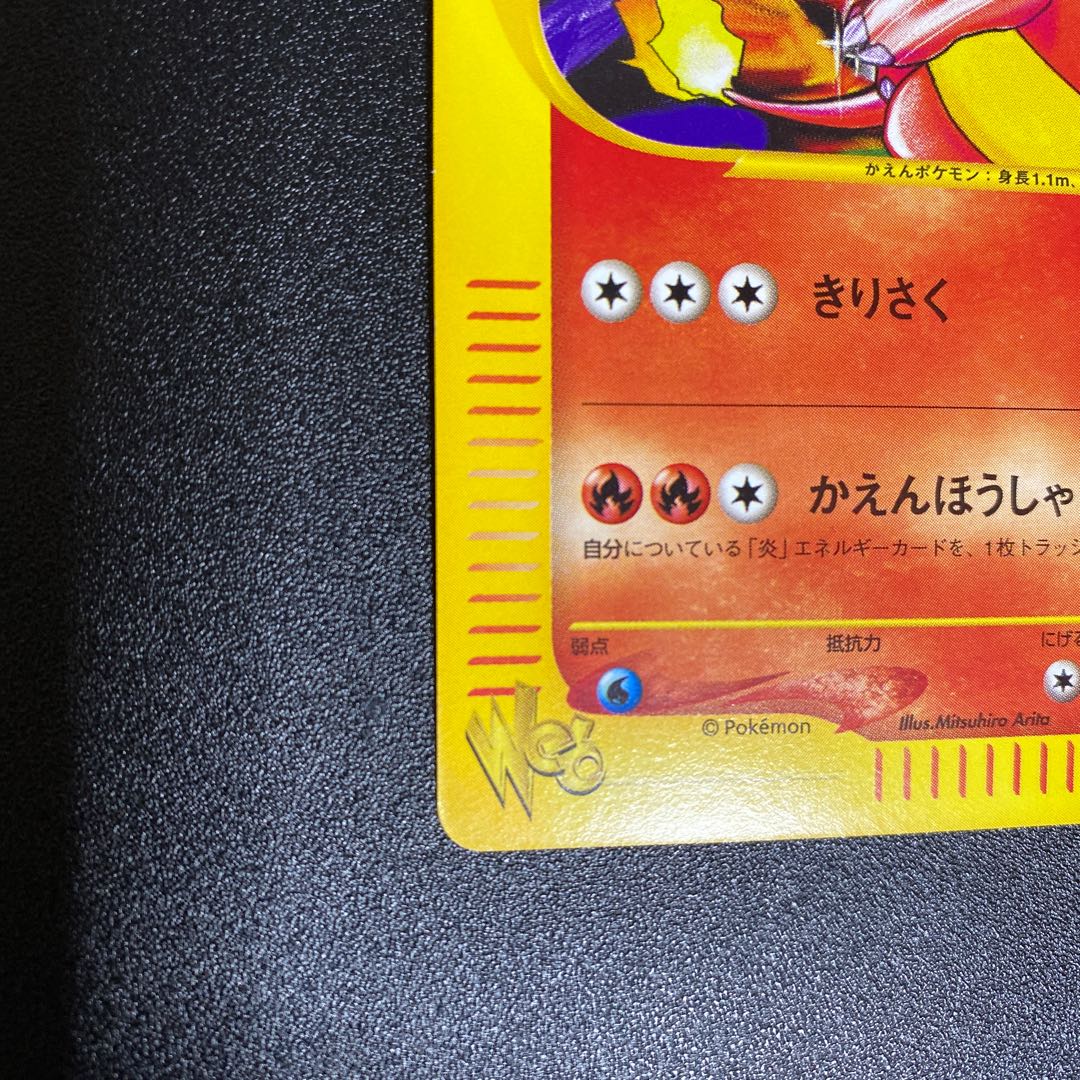 かえんポケモン：身長1.1m、
きりさく
かえんほうしゃ
自分についている「炎」エネルギーカードを、1枚トラッシ
弱点
抵抗力
にげる
© Pokémon
Illus.Mitsuhiro Arita
We'b